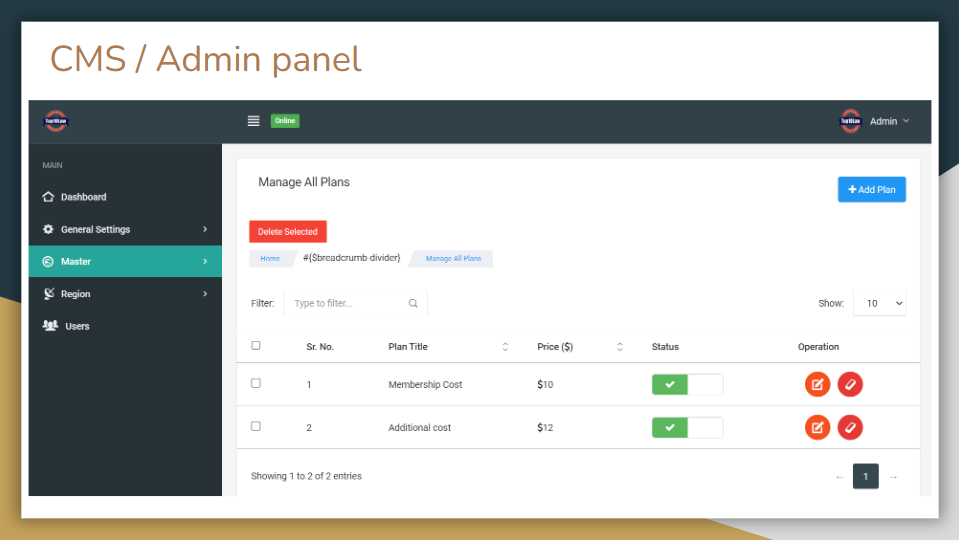 CMS / Admin panel
Online
Admin
MAIN
Dashboard
General Settings
Master
Region
Users
Manage All Plans
+ Add Plan
Delete Selected
Home #{$breadcrumb-divider} Manage All Plans
Filter: Type to filter... Show: 10
Sr. No. Plan Title Price ($) Status Operation
1 Membership Cost $10
2 Additional cost $12
Showing 1 to 2 of 2 entries
← 1 →